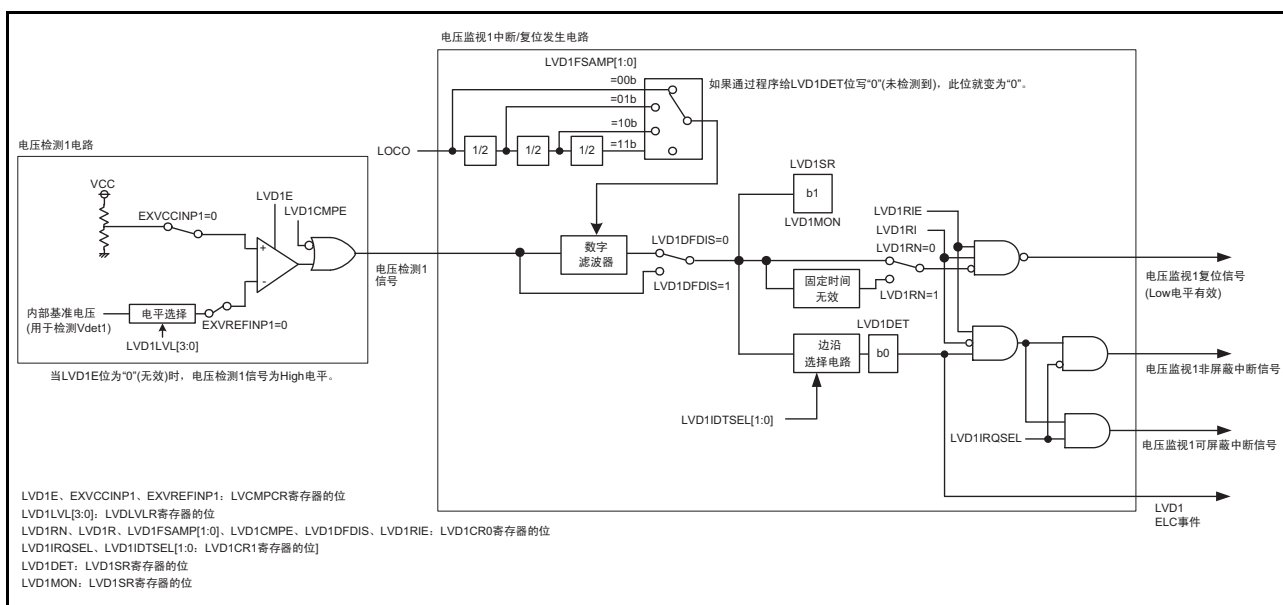 电压监视1中断/复位发生电路
LVD1FSAMP[1:0]
=00b
=01b
=10b
=11b
如果通过程序给LVD1DET位写“0”(未检测到)，此位就变为“0”。
LOCO
1/2
1/2
1/2
电压检测1电路
VCC
EXVCCINP1=0
LVD1E
LVD1CMPE
+
-
内部基准电压
(用于检测Vdet1)
电平选择
EXVREFINP1=0
LVD1LVL[3:0]
当LVD1E位为“0”(无效)时，电压检测1信号为High电平。
电压检测1
信号
数字
滤波器
LVD1DFDIS=0
LVD1DFDIS=1
LVD1SR
b1
LVD1MON
LVD1RIE
LVD1RI
LVD1RN=0
固定时间
无效
LVD1RN=1
电压监视1复位信号
(Low电平有效)
边沿
选择电路
LVD1DET
b0
LVD1IDTSEL[1:0]
电压监视1非屏蔽中断信号
LVD1IRQSEL
电压监视1可屏蔽中断信号
LVD1
ELC事件
LVD1E、EXVCCINP1、EXVREFINP1：LVCMPCR寄存器的位
LVD1LVL[3:0]：LVDLVLR寄存器的位
LVD1RN、LVD1R、LVD1FSAMP[1:0]、LVD1CMPE、LVD1DFDIS、LVD1RIE：LVD1CR0寄存器的位
LVD1IRQSEL、LVD1IDTSEL[1:0：LVD1CR1寄存器的位]
LVD1DET：LVD1SR寄存器的位
LVD1MON：LVD1SR寄存器的位